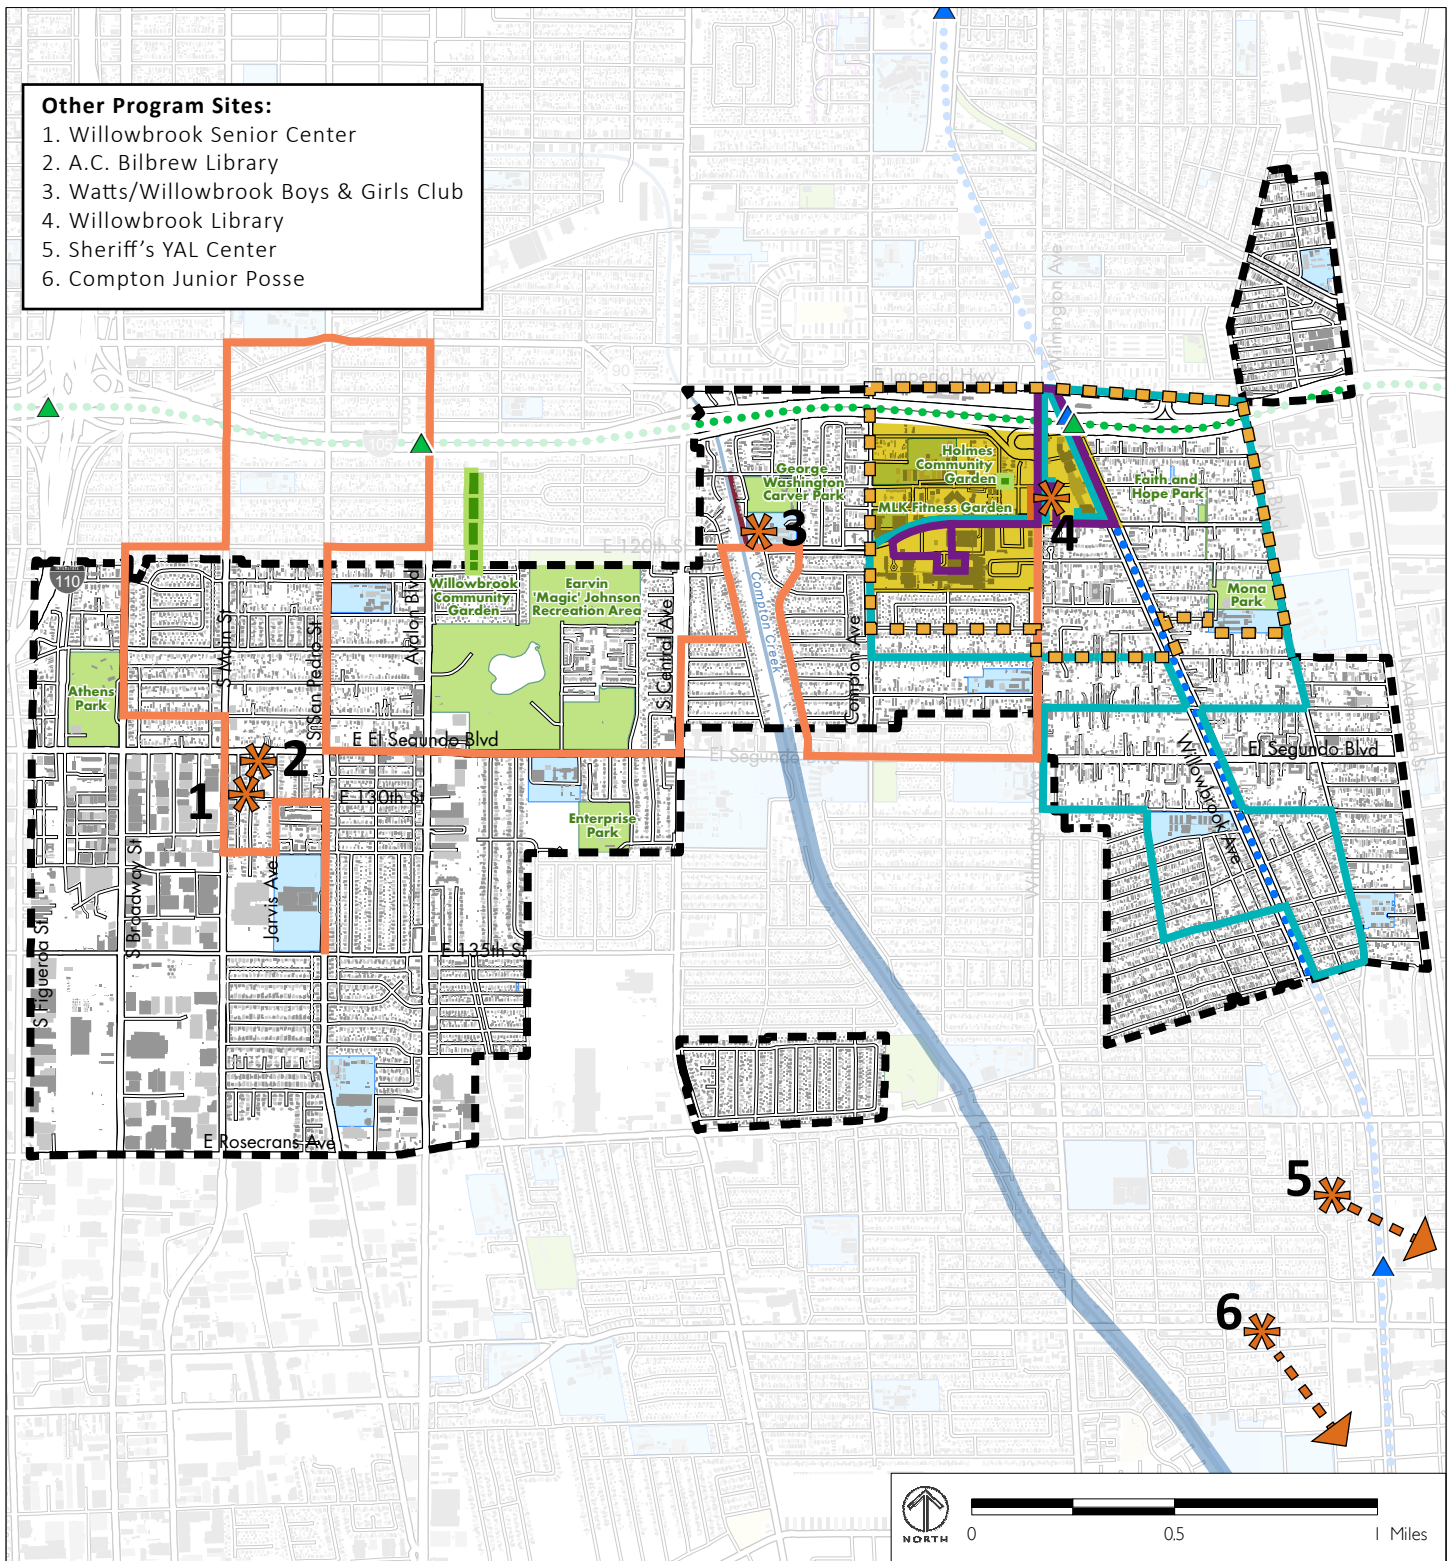 Other Program Sites:
1. Willowbrook Senior Center
2. A.C. Bilbrew Library
3. Watts/Willowbrook Boys & Girls Club
4. Willowbrook Library
5. Sheriff's YAL Center
6. Compton Junior Posse
Wilmington Ave
E Imperial Hwy
105
Holmes
Community
Garden
George
Washington
Carver Park
Faith and
Hope Park
MLK Fitness Garden
3
4
E 120th St
110
Willowbrook
Community
Garden
Earvin
'Magic' Johnson
Recreation Area
Mona
Park
Compton Creek
Avalon Blvd
S Main St
S San Pedro St
S Central Ave
Compton Ave
Athens
Park
E El Segundo Blvd
El Segundo Blvd
El Segundo Blvd
N Alameda St
Willowbrook Ave
Wilmington Ave
2
1
E 130th St
Enterprise
Park
S Broadway St
Jarvis Ave
S Figueroa St
E 135th St
E Rosecrans Ave
5
6
NORTH
0
0.5
1 Miles